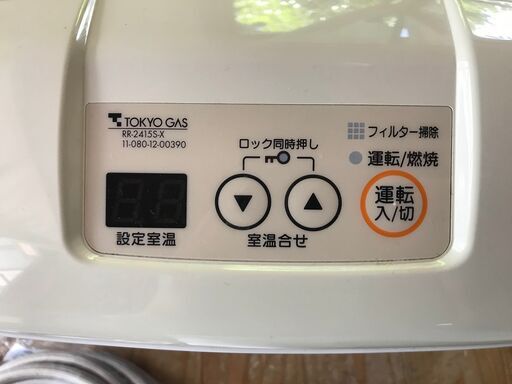 TOKYO GAS
RR-2415S-X
11-080-12-00390
ロック同時押し
フィルター掃除
運転/燃焼
運転
入/切
設定室温
室温合せ